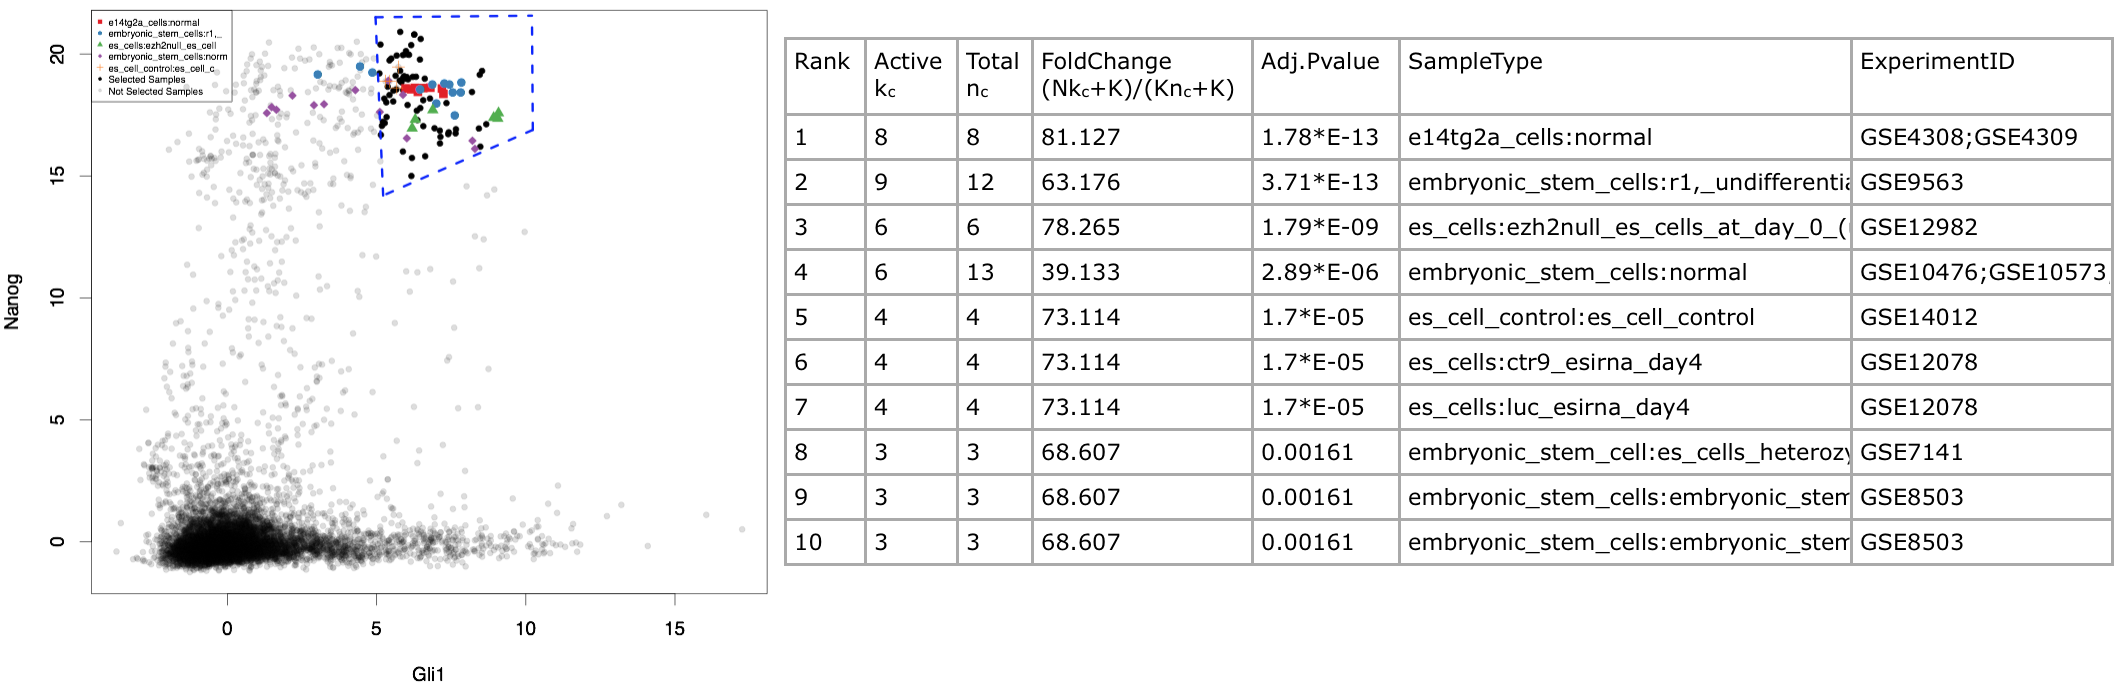 e14tg2a_cells:normal
embryonic_stem_cells:r1,_
es_cells:ezh2null_es_cell
embryonic_stem_cells:norm
es_cell_control:es_cell_c
Selected Samples
Not Selected Samples
20
15
10
5
0
Nanog
0 5 10 15
Gli1
Rank Active kc Total nc FoldChange (Nkc+K)/(Knc+K) Adj.Pvalue SampleType ExperimentID
1 8 8 81.127 1.78*E-13 e14tg2a_cells:normal GSE4308;GSE4309
2 9 12 63.176 3.71*E-13 embryonic_stem_cells:r1,_undifferentia GSE9563
3 6 6 78.265 1.79*E-09 es_cells:ezh2null_es_cells_at_day_0_( GSE12982
4 6 13 39.133 2.89*E-06 embryonic_stem_cells:normal GSE10476;GSE10573
5 4 4 73.114 1.7*E-05 es_cell_control:es_cell_control GSE14012
6 4 4 73.114 1.7*E-05 es_cells:ctr9_esirna_day4 GSE12078
7 4 4 73.114 1.7*E-05 es_cells:luc_esirna_day4 GSE12078
8 3 3 68.607 0.00161 embryonic_stem_cell:es_cells_heterozy GSE7141
9 3 3 68.607 0.00161 embryonic_stem_cells:embryonic_stem GSE8503
10 3 3 68.607 0.00161 embryonic_stem_cells:embryonic_stem GSE8503